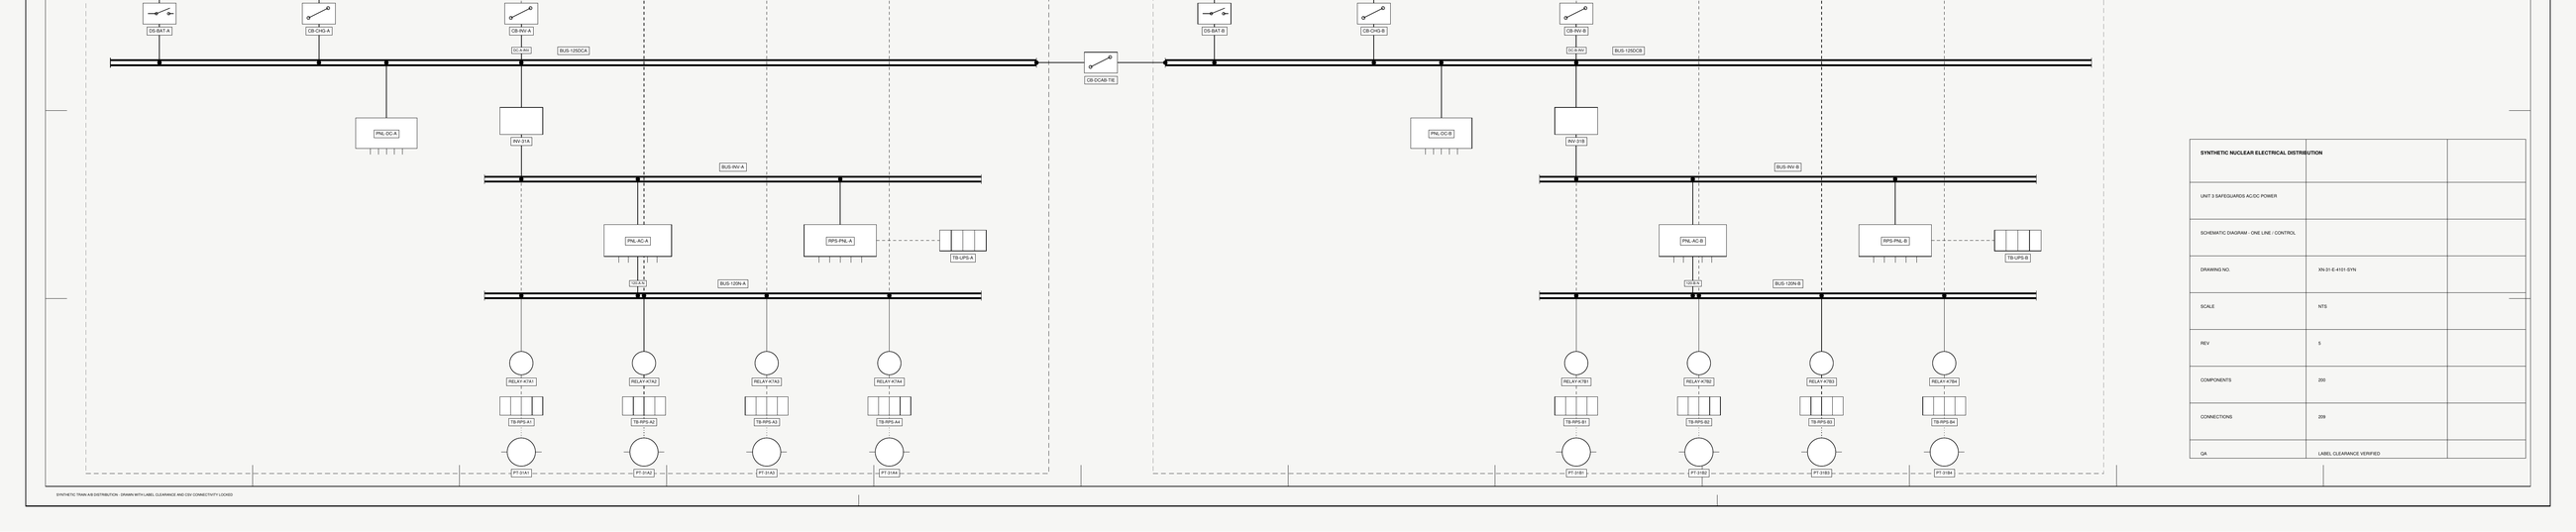 DS-BAT-A
CB-CHG-A
CB-INV-A
DS-BAT-B
CB-CHG-B
CB-INV-B
BUS-125DCA
BUS-125DCB
CB-DCAB-TIE
PNL-DC-A
INV-31A
PNL-DC-B
INV-31B
SYNTHETIC NUCLEAR ELECTRICAL DISTRIBUTION
BUS-INV-A
BUS-INV-B
UNIT 3 SAFEGUARDS AC/DC POWER
SCHEMATIC DIAGRAM - ONE LINE / CONTROL
PNL-AC-A
RPS-PNL-A
TB-UPS-A
PNL-AC-B
RPS-PNL-B
TB-UPS-B
DRAWING NO. XN-31-E-4101-SYN
BUS-120N-A
BUS-120N-B
SCALE NTS
REV 5
RELAY-K7A1
RELAY-K7A2
RELAY-K7A3
RELAY-K7A4
RELAY-K7B1
RELAY-K7B2
RELAY-K7B3
RELAY-K7B4
COMPONENTS 200
CONNECTIONS 209
TB-RPS-A1
TB-RPS-A2
TB-RPS-A3
TB-RPS-A4
TB-RPS-B1
TB-RPS-B2
TB-RPS-B3
TB-RPS-B4
QA LABEL CLEARANCE VERIFIED
PT-31A1
PT-31A2
PT-31A3
PT-31A4
PT-31B1
PT-31B2
PT-31B3
PT-31B4
SYNTHETIC TRAIN A/B DISTRIBUTION - DRAWN WITH LABEL CLEARANCE AND CSV CONNECTIVITY LOCKED